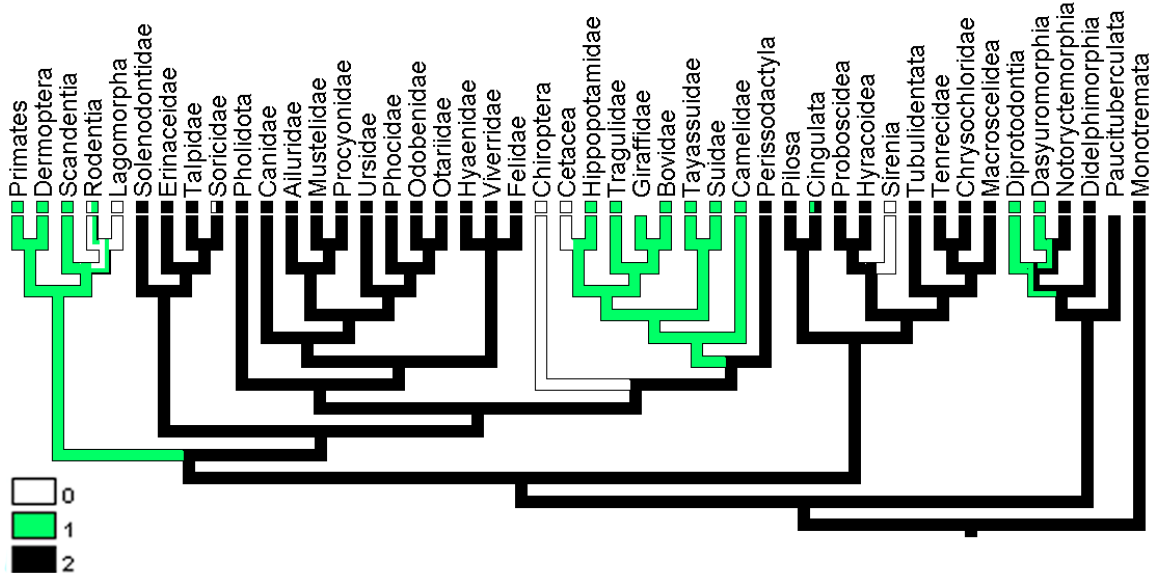 Primates
Dermoptera
Scandentia
Rodentia
Lagomorpha
Solenodontidae
Erinaceidae
Talpidae
Soricidae
Pholidota
Canidae
Ailuridae
Mustelidae
Procyonidae
Ursidae
Phocidae
Odobenidae
Otariidae
Hyaenidae
Viverridae
Felidae
Chiroptera
Cetacea
Hippopotamidae
Tragulidae
Giraffidae
Bovidae
Tayassuidae
Suidae
Camelidae
Perissodactyla
Pilosa
Cingulata
Proboscidea
Hyracoidea
Sirenia
Tubulidentata
Tenrecidae
Chrysochloridae
Macroscelidea
Diprotodontia
Dasyuromorphia
Notoryctemorphia
Didelphimorphia
Paucituberculata
Monotremata
0
1
2